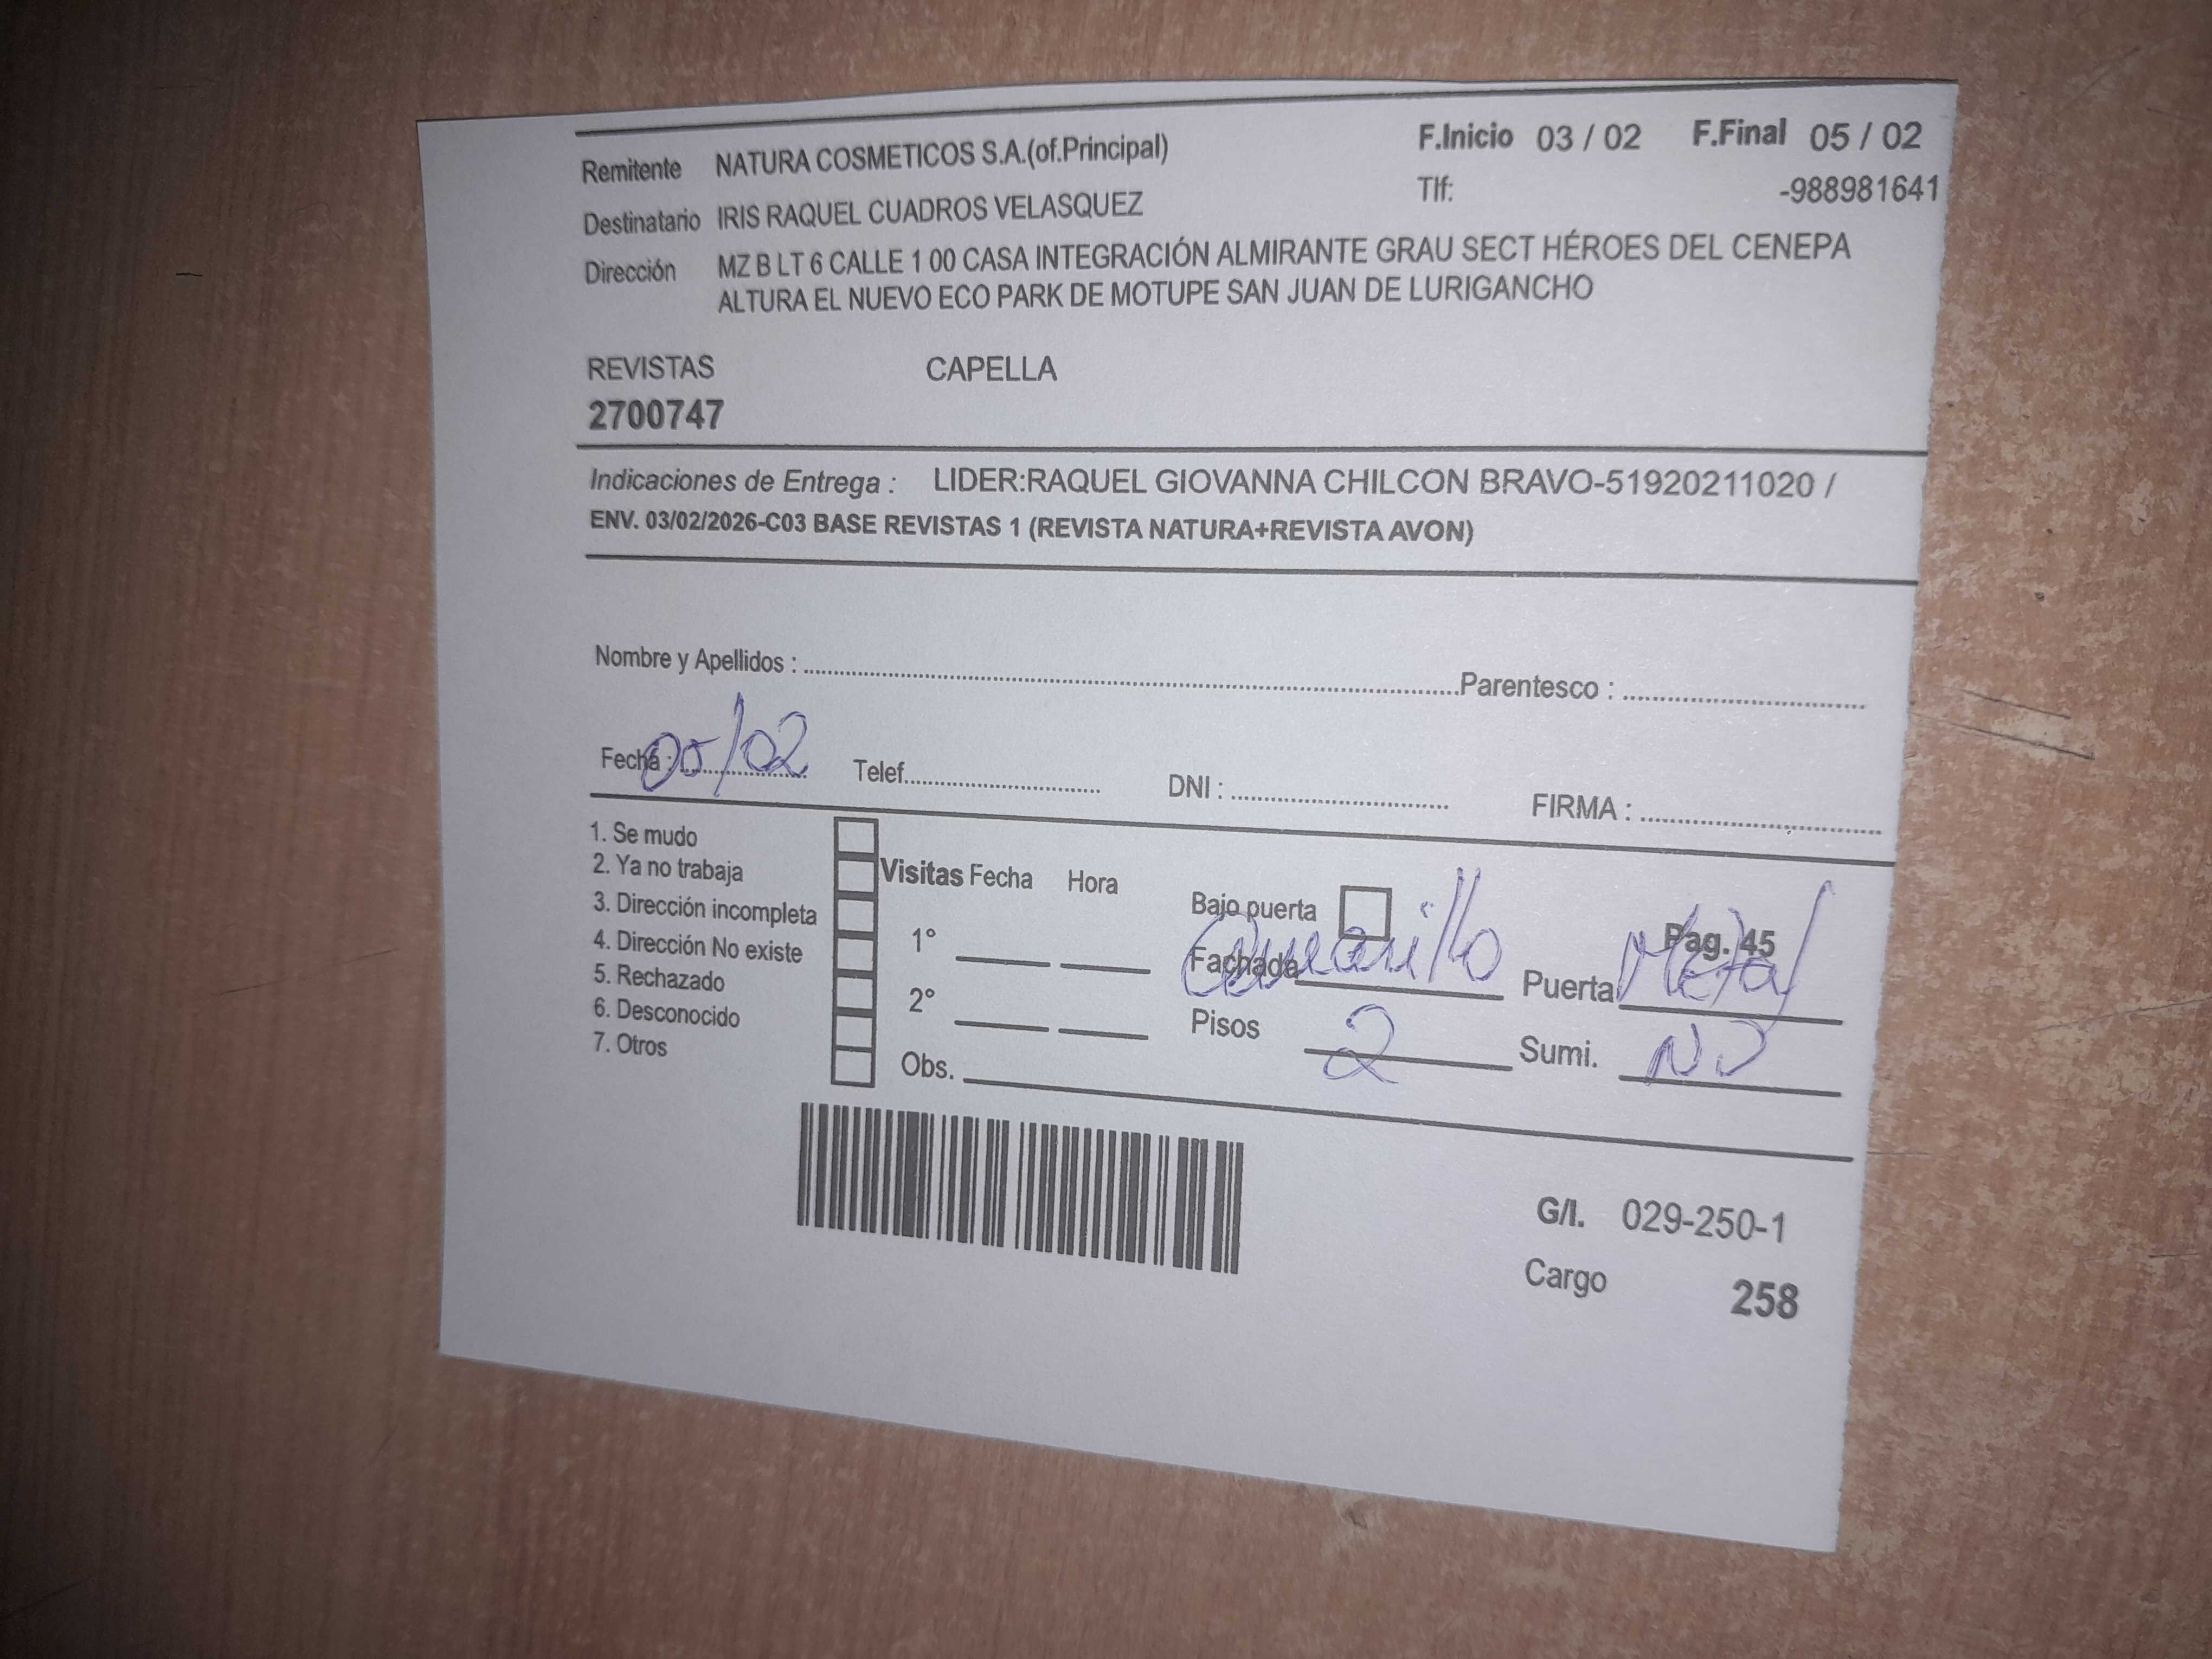 Remitente NATURA COSMETICOS S.A.(of.Principal) F.Inicio 03 / 02 F.Final 05 / 02
Destinatario IRIS RAQUEL CUADROS VELASQUEZ Tlf: -988981641
Dirección MZ B LT 6 CALLE 1 00 CASA INTEGRACIÓN ALMIRANTE GRAU SECT HÉROES DEL CENEPA
ALTURA EL NUEVO ECO PARK DE MOTUPE SAN JUAN DE LURIGANCHO
REVISTAS CAPELLA
2700747
Indicaciones de Entrega : LIDER:RAQUEL GIOVANNA CHILCON BRAVO-51920211020 /
ENV. 03/02/2026-C03 BASE REVISTAS 1 (REVISTA NATURA+REVISTA AVON)
Nombre y Apellidos : Parentesco :
Fecha : 05/02 Telef. DNI : FIRMA :
1. Se mudo
2. Ya no trabaja
3. Dirección incompleta
4. Dirección No existe
5. Rechazado
6. Desconocido
7. Otros
Visitas Fecha Hora
1°
2°
Obs.
Bajo puerta Pag. 45
Fachada Amarillo Puerta Metal
Pisos 2 Sumi. NO
G/I. 029-250-1
Cargo 258